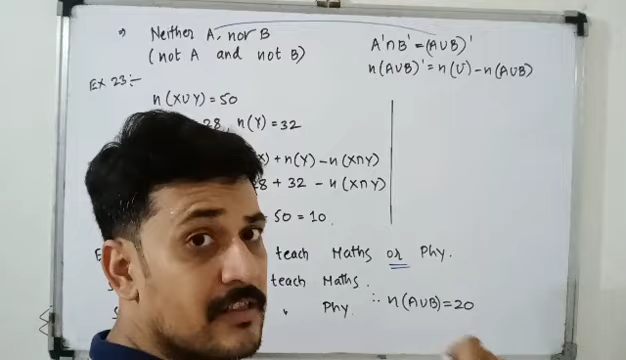 → Neither A, nor B
(not A and not B)
A'∩B' = (A∪B)'
n(A∪B)' = n(U) - n(A∪B)
Ex 23:-
n(X∪Y) = 50
28, n(Y) = 32
) + n(Y) - n(X∩Y)
28 + 32 - n(X∩Y)
= 50 = 10.
teach Maths or Phy.
teach Maths.
" Phy. ∴ n(A∪B) = 20